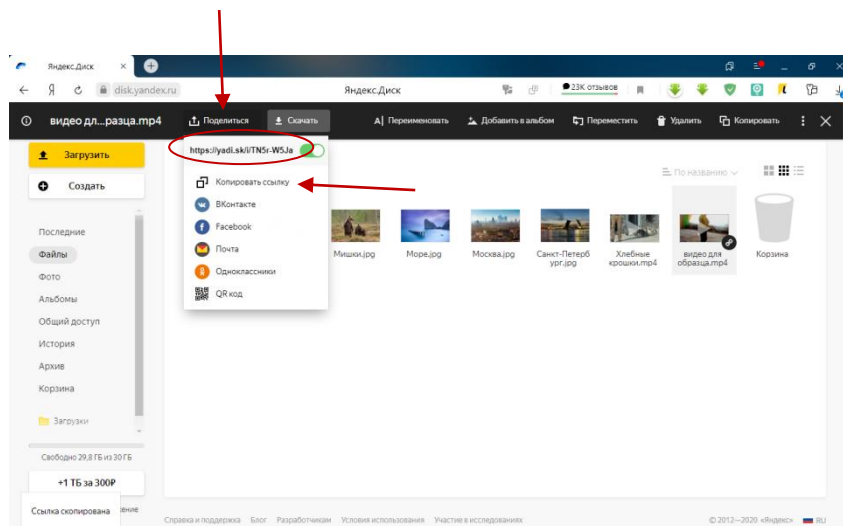 Яндекс.Диск
disk.yandex.ru
Яндекс.Диск
23K отзывов
видео дл...разца.mp4
Поделиться
Скачать
Переименовать
Добавить в альбом
Переместить
Удалить
Копировать
Загрузить
Создать
Последние
Файлы
Фото
Альбомы
Общий доступ
История
Архив
Корзина
Загрузки
Свободно 29,8 ГБ из 30 ГБ
+1 ТБ за 300₽
Ссылка скопирована
https://yadi.sk/i/TN5r-W5Ja
Копировать ссылку
ВКонтакте
Facebook
Почта
Одноклассники
QR код
По названию
Мишки.jpg
Море.jpg
Москва.jpg
Санкт-Петерб
ург.jpg
Хлебные
крошки.mp4
видео для
образца.mp4
Корзина
Справка и поддержка Блог Разработчикам Условия использования Участие в исследованиях
© 2012—2020 «Яндекс» RU